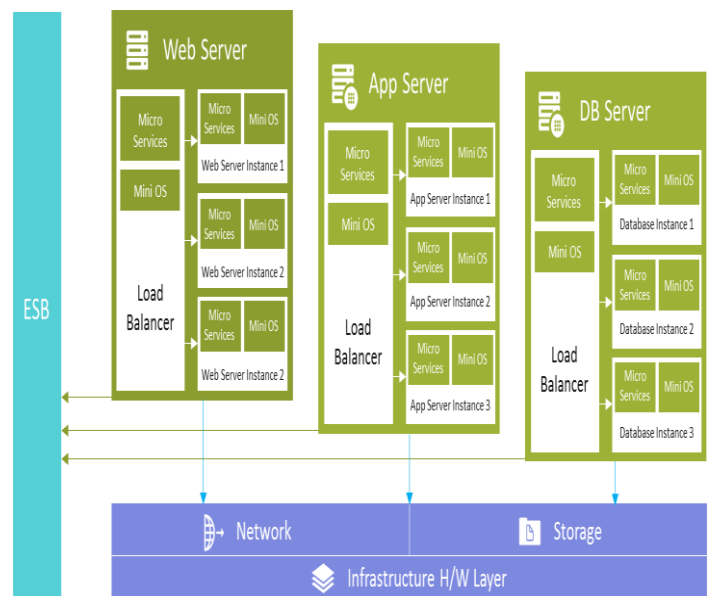 ESB
Web Server
Micro
Services
Mini OS
Load
Balancer
Micro
Services
Mini OS
Web Server Instance 1
Micro
Services
Mini OS
Web Server Instance 2
Micro
Services
Mini OS
Web Server Instance 2
App Server
Micro
Services
Mini OS
Load
Balancer
Micro
Services
Mini OS
App Server Instance 1
Micro
Services
Mini OS
App Server Instance 2
Micro
Services
Mini OS
App Server Instance 3
DB Server
Micro
Services
Mini OS
Load
Balancer
Micro
Services
Mini OS
Database Instance 1
Micro
Services
Mini OS
Database Instance 2
Micro
Services
Mini OS
Database Instance 3
Network
Storage
Infrastructure H/W Layer